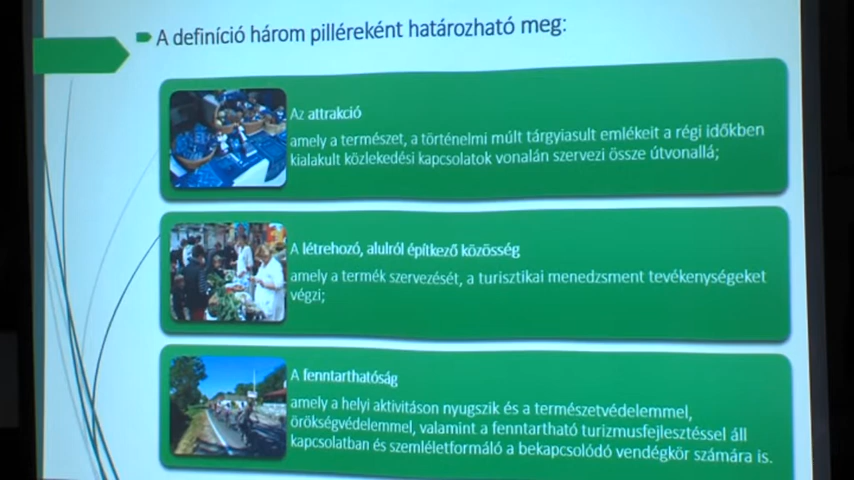 A definíció három pilléreként határozható meg:
Az attrakció
amely a természet, a történelmi múlt tárgyiasult emlékeit a régi időkben
kialakult közlekedési kapcsolatok vonalán szervezi össze útvonallá;
A létrehozó, alulról építkező közösség
amely a termék szervezését, a turisztikai menedzsment tevékenységeket
végzi;
A fenntarthatóság
amely a helyi aktivitáson nyugszik és a természetvédelemmel,
örökségvédelemmel, valamint a fenntartható turizmusfejlesztéssel áll
kapcsolatban és szemléletformáló a bekapcsolódó vendégkör számára is.